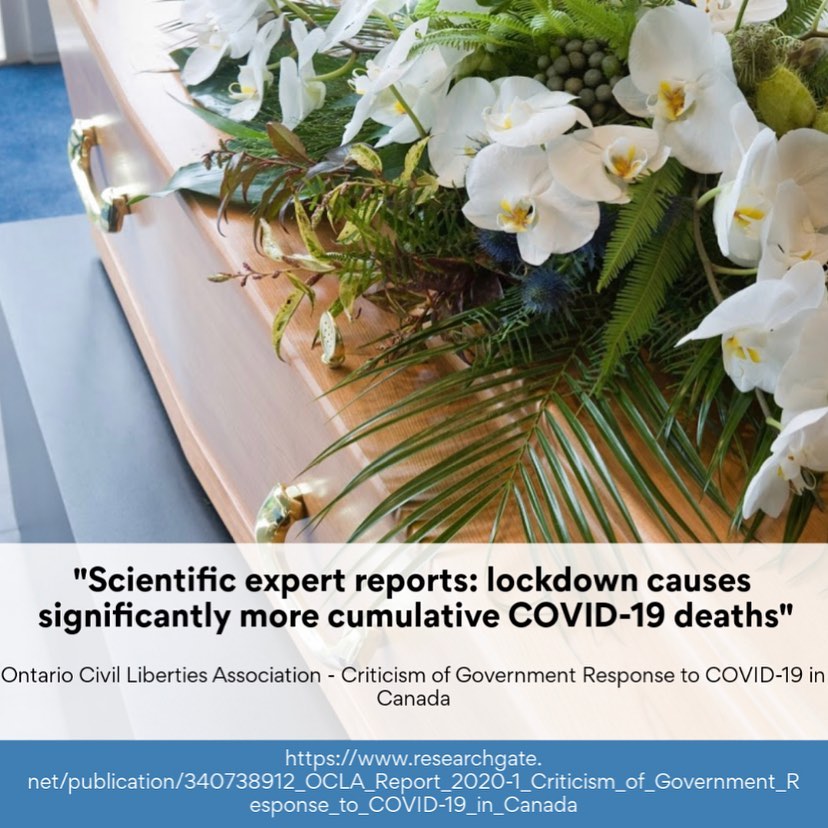 "Scientific expert reports: lockdown causes
significantly more cumulative COVID-19 deaths"
Ontario Civil Liberties Association - Criticism of Government Response to COVID-19 in
Canada
https://www.researchgate.
net/publication/340738912_OCLA_Report_2020-1_Criticism_of_Government_R
esponse_to_COVID-19_in_Canada